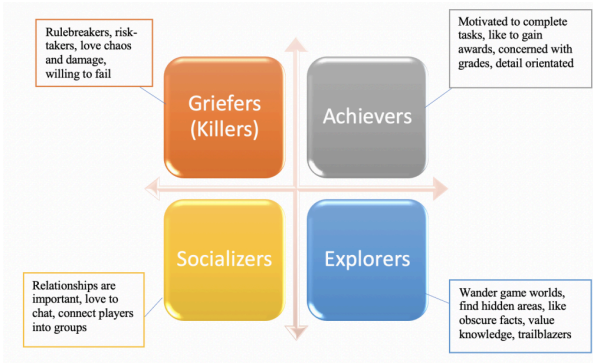 Rulebreakers, risk-
takers, love chaos
and damage,
willing to fail
Motivated to complete
tasks, like to gain
awards, concerned with
grades, detail orientated
Griefers
(Killers)
Achievers
Socializers
Explorers
Relationships are
important, love to
chat, connect players
into groups
Wander game worlds,
find hidden areas, like
obscure facts, value
knowledge, trailblazers